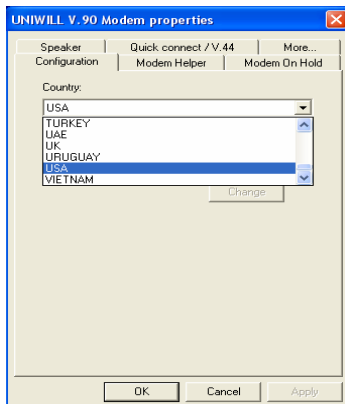 UNIWILL V.90 Modem properties
Speaker Quick connect / V.44 More...
Configuration Modem Helper Modem On Hold
Country:
USA
TURKEY
UAE
UK
URUGUAY
USA
VIETNAM
Change
OK Cancel Apply